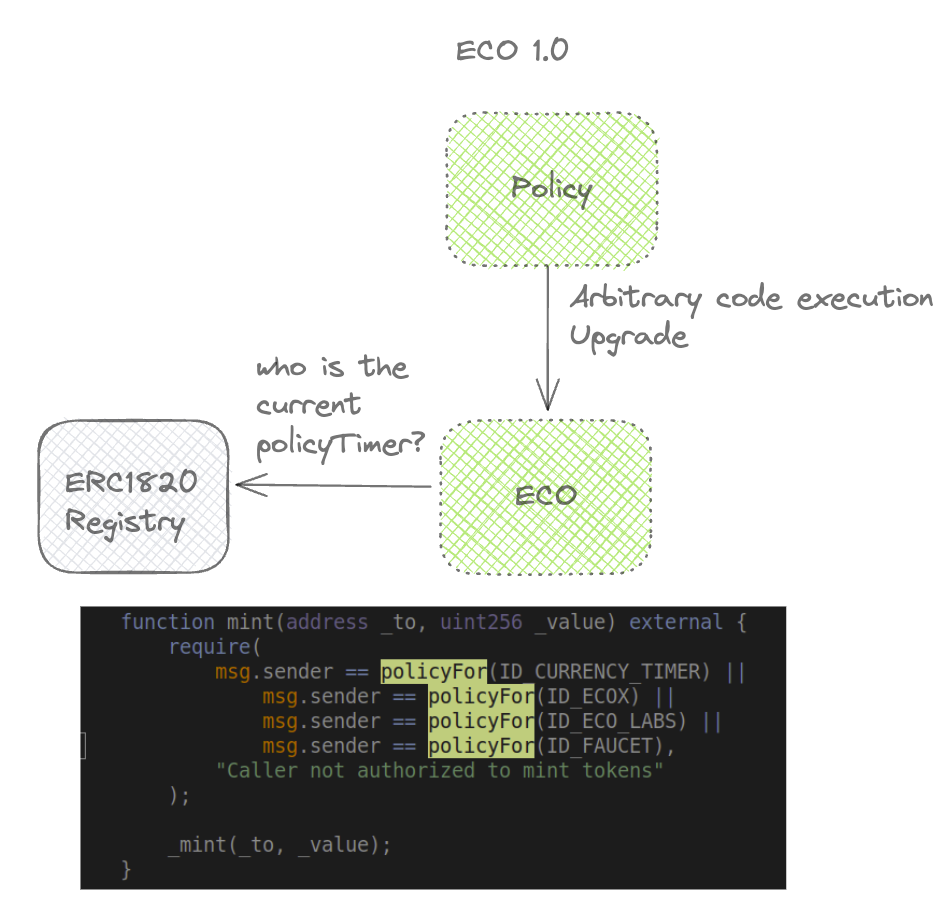 ECO 1.0
Policy
Arbitrary code execution
Upgrade
who is the
current
policyTimer?
ERC1820
Registry
ECO
function mint(address _to, uint256 _value) external {
require(
msg.sender == policyFor(ID_CURRENCY_TIMER) ||
msg.sender == policyFor(ID_ECOX) ||
msg.sender == policyFor(ID_ECO_LABS) ||
msg.sender == policyFor(ID_FAUCET),
"Caller not authorized to mint tokens"
);
_mint(_to, _value);
}